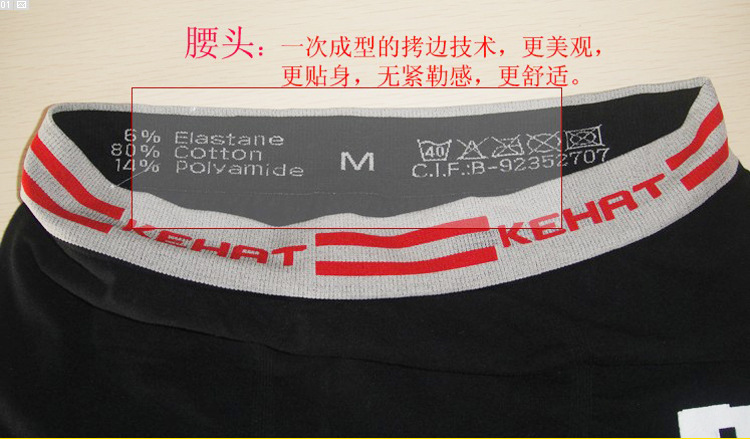 01
腰头：一次成型的拷边技术，更美观，
更贴身，无紧勒感，更舒适。
6% Elastane
80% Cotton
14% Polyamide
M
40
C.I.F.:B-92352707
KEHAT
KEHAT